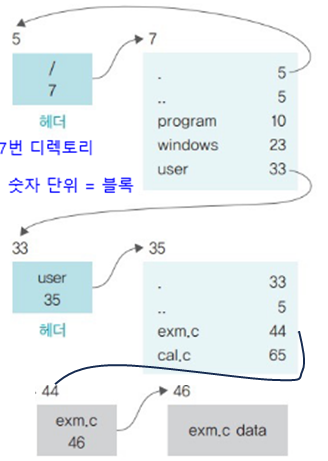 5
7
/
7
헤더
7번 디렉토리
숫자 단위 = 블록
. 5
.. 5
program 10
windows 23
user 33
33
35
user
35
헤더
. 33
.. 5
exm.c 44
cal.c 65
44
46
exm.c
46
exm.c data